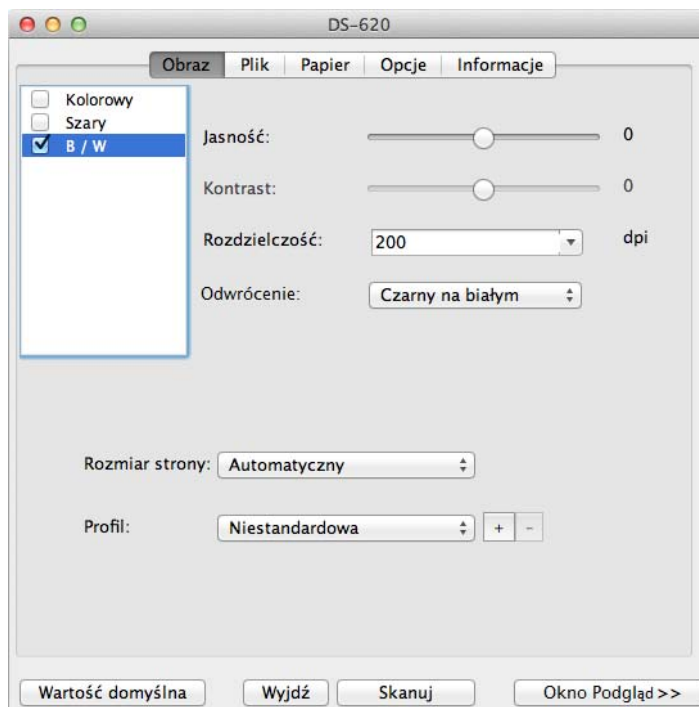 DS-620
Obraz Plik Papier Opcje Informacje
Kolorowy
Szary
B / W
Jasność: 0
Kontrast: 0
Rozdzielczość: 200 dpi
Odwrócenie: Czarny na białym
Rozmiar strony: Automatyczny
Profil: Niestandardowa + -
Wartość domyślna Wyjdź Skanuj Okno Podgląd >>